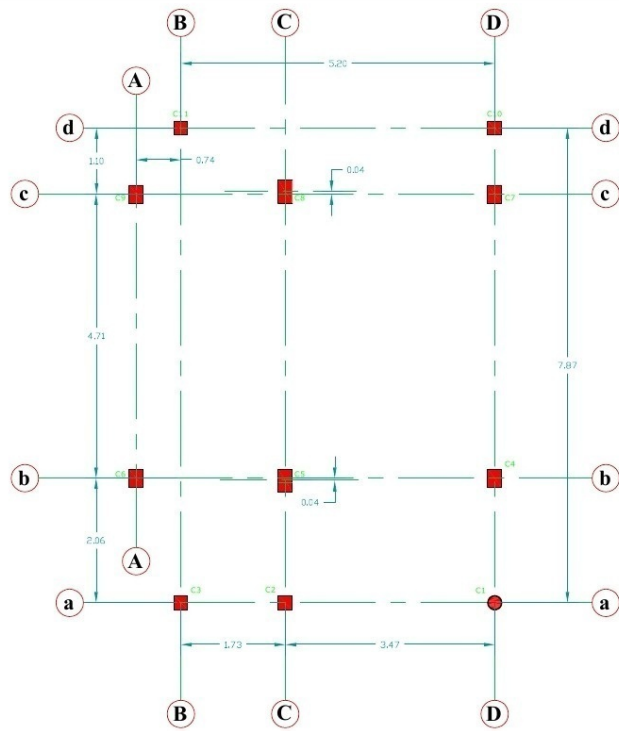 B C D
A
5.20
d C11 C10 d
1.10 0.74 0.04
c C9 C8 C7 c
4.71
7.87
b C6 C5 C4 b
0.04
2.06
A
C3 C2 C1
a a
1.73 3.47
B C D